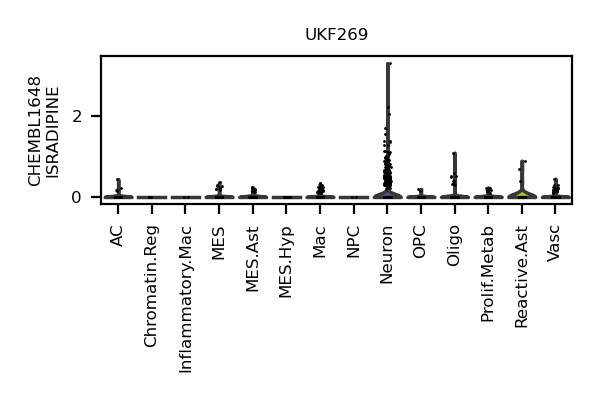 UKF269
CHEMBL1648
ISRADIPINE
2
0
AC
Chromatin.Reg
Inflammatory.Mac
MES
MES.Ast
MES.Hyp
Mac
NPC
Neuron
OPC
Oligo
Prolif.Metab
Reactive.Ast
Vasc